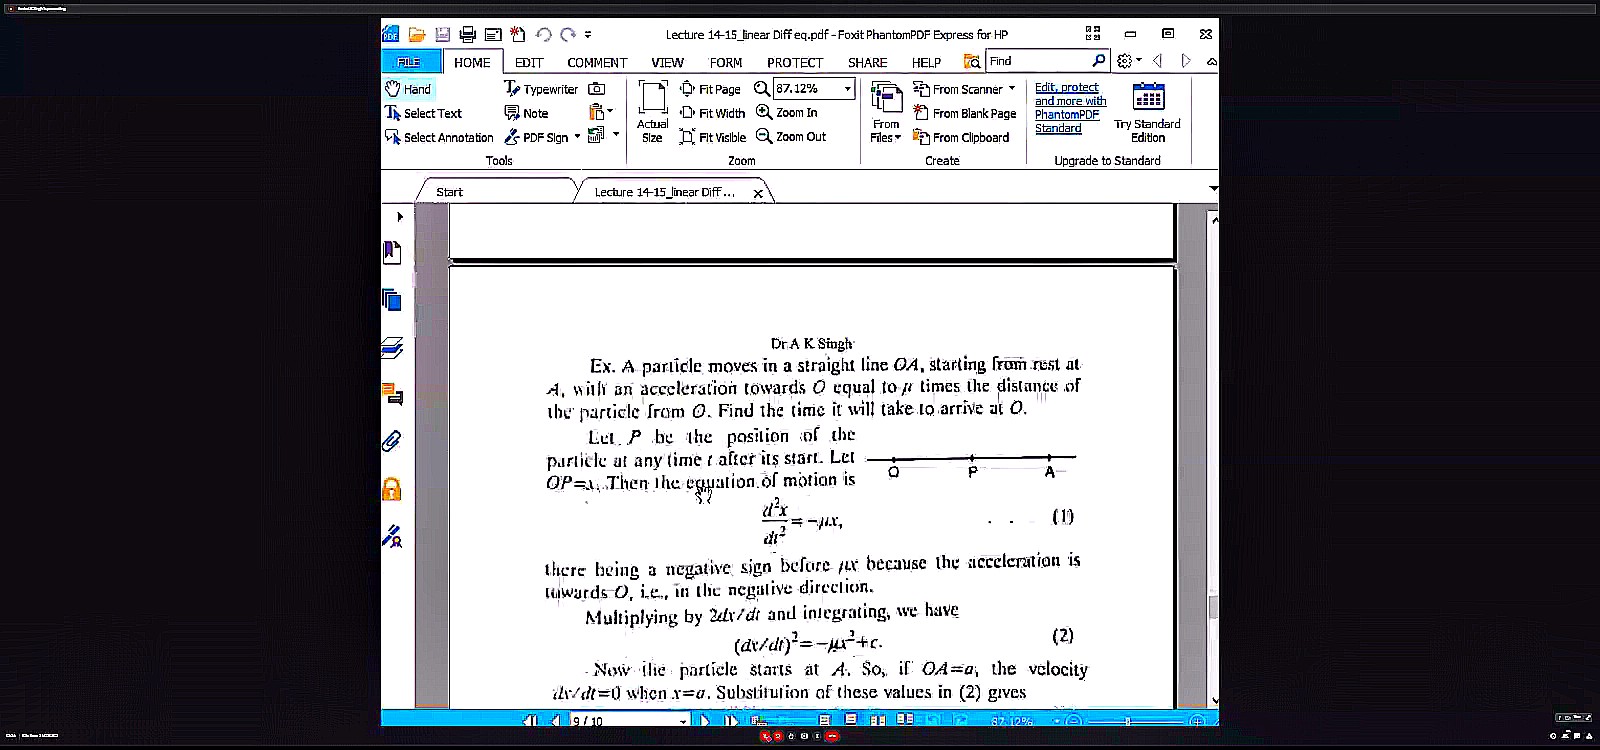 Lecture 14-15_linear Diff eq.pdf - Foxit PhantomPDF Express for HP
FILE HOME EDIT COMMENT VIEW FORM PROTECT SHARE HELP Find
Hand
Select Text
Select Annotation
Typewriter
Note
PDF Sign
Tools
Actual Size
Fit Page
Fit Width
Fit Visible
87.12%
Zoom In
Zoom Out
Zoom
From Files
From Scanner
From Blank Page
From Clipboard
Create
Edit, protect
and more with
PhantomPDF
Standard
Try Standard
Edition
Upgrade to Standard
Start
Lecture 14-15_linear Diff ...
Dr A K Singh
Ex. A particle moves in a straight line OA, starting from rest at
A, with an acceleration towards O equal to μ times the distance of
the particle from O. Find the time it will take to arrive at O.
Let P be the position of the
particle at any time t after its start. Let
OP=x. Then the equation of motion is
O P A
d²x/dt² = -μx, . . . (1)
there being a negative sign before μx because the acceleration is
towards O, i.e., in the negative direction.
Multiplying by 2dx/dt and integrating, we have
(dx/dt)²=-μx²+c. (2)
Now the particle starts at A. So, if OA=a, the velocity
dx/dt=0 when x=a. Substitution of these values in (2) gives
9 / 10
87.12%